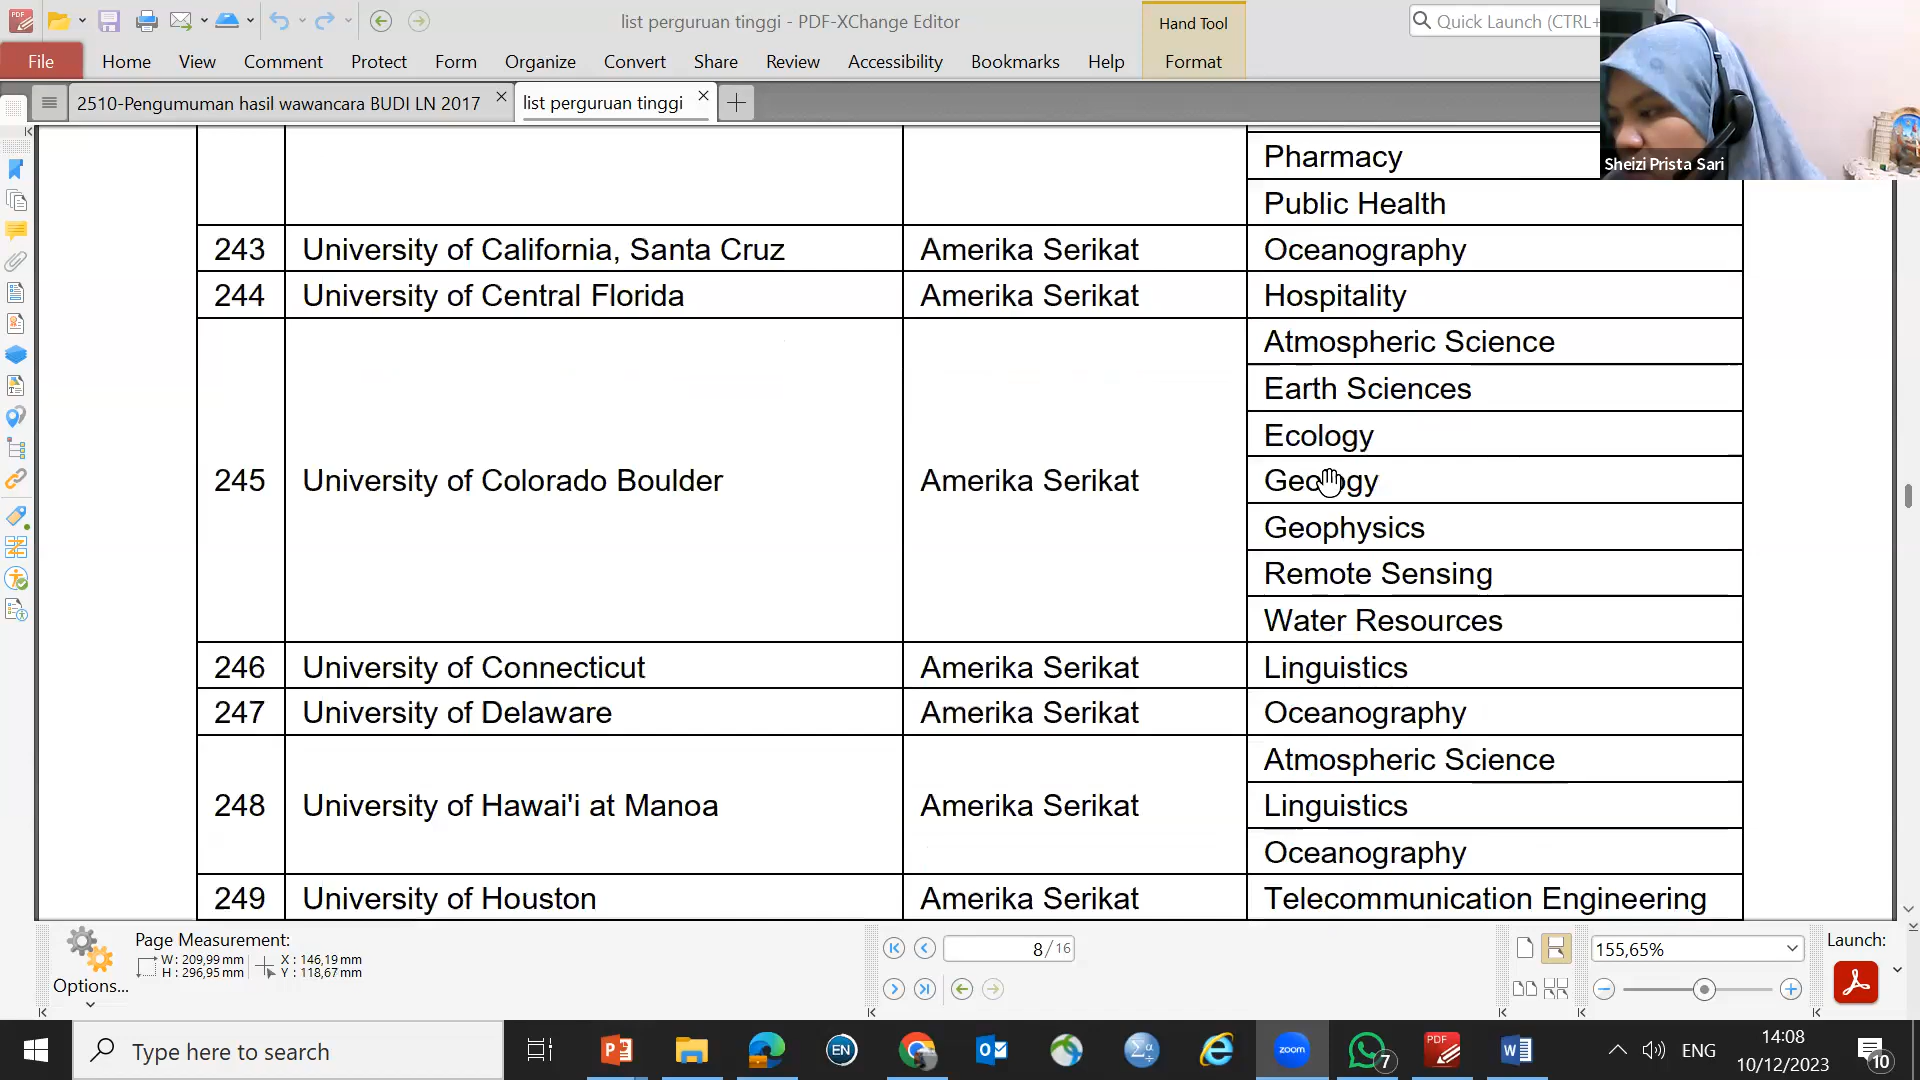 list perguruan tinggi - PDF-XChange Editor
Hand Tool
Quick Launch (CTRL+
File
Home
View
Comment
Protect
Form
Organize
Convert
Share
Review
Accessibility
Bookmarks
Help
Format
2510-Pengumuman hasil wawancara BUDI LN 2017
list perguruan tinggi
Sheizi Prista Sari
Pharmacy
Public Health
243 University of California, Santa Cruz Amerika Serikat Oceanography
244 University of Central Florida Amerika Serikat Hospitality
Atmospheric Science
Earth Sciences
Ecology
245 University of Colorado Boulder Amerika Serikat Geology
Geophysics
Remote Sensing
Water Resources
246 University of Connecticut Amerika Serikat Linguistics
247 University of Delaware Amerika Serikat Oceanography
Atmospheric Science
248 University of Hawai'i at Manoa Amerika Serikat Linguistics
Oceanography
249 University of Houston Amerika Serikat Telecommunication Engineering
Options...
Page Measurement:
W: 209,99 mm X: 146,19 mm
H: 296,95 mm Y: 118,67 mm
8/16
155,65%
Launch:
Type here to search
EN
zoom
7
PDF
ENG
14:08
10/12/2023
10